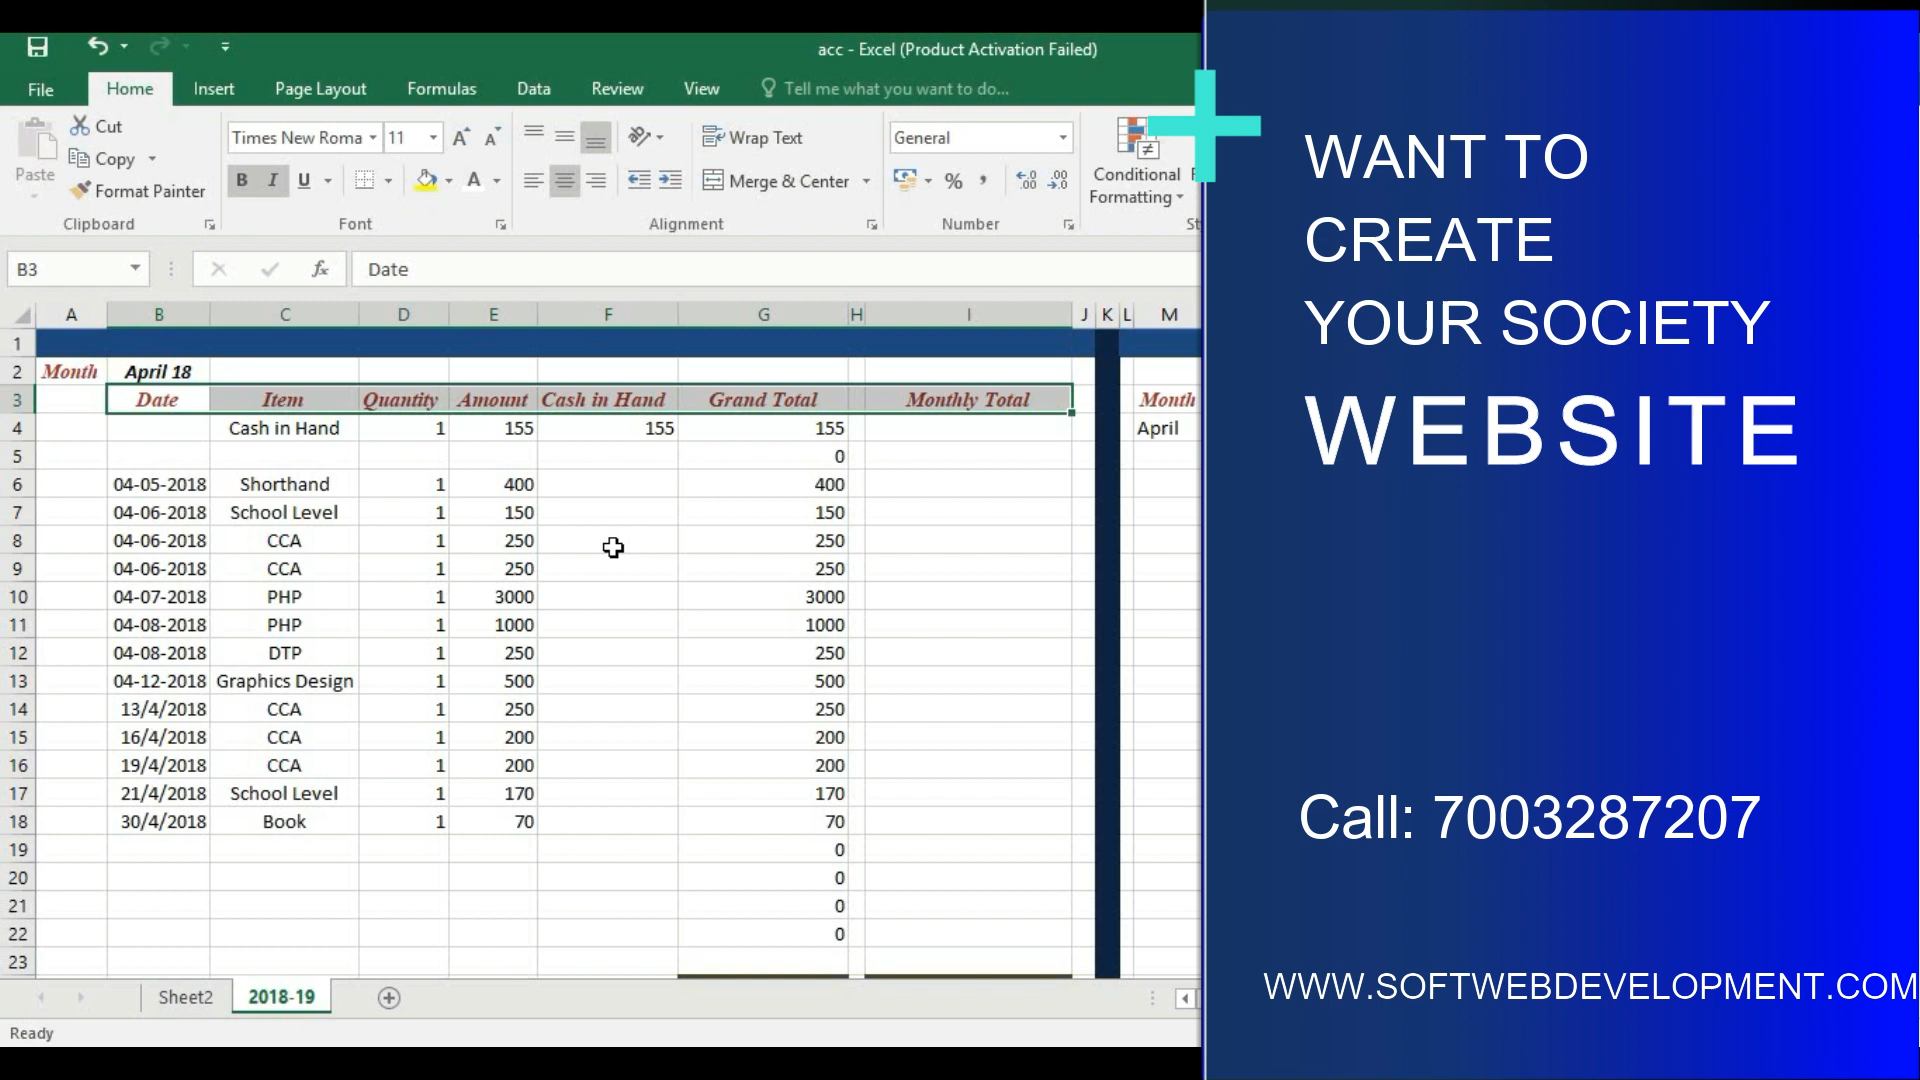 acc - Excel (Product Activation Failed)
File Home Insert Page Layout Formulas Data Review View Tell me what you want to do...
Paste Cut
Copy
Format Painter
Times New Roma 11
B I U A
Wrap Text
Merge & Center
General
%
Conditional
Formatting
Clipboard Font Alignment Number
B3 fx Date
A B C D E F G H I J K L M
1
2 Month April 18
3 Date Item Quantity Amount Cash in Hand Grand Total Monthly Total Month
4 Cash in Hand 1 155 155 155 April
5 0
6 04-05-2018 Shorthand 1 400 400
7 04-06-2018 School Level 1 150 150
8 04-06-2018 CCA 1 250 250
9 04-06-2018 CCA 1 250 250
10 04-07-2018 PHP 1 3000 3000
11 04-08-2018 PHP 1 1000 1000
12 04-08-2018 DTP 1 250 250
13 04-12-2018 Graphics Design 1 500 500
14 13/4/2018 CCA 1 250 250
15 16/4/2018 CCA 1 200 200
16 19/4/2018 CCA 1 200 200
17 21/4/2018 School Level 1 170 170
18 30/4/2018 Book 1 70 70
19 0
20 0
21 0
22 0
23
Sheet2 2018-19
Ready
WANT TO
CREATE
YOUR SOCIETY
WEBSITE
Call: 7003287207
WWW.SOFTWEBDEVELOPMENT.COM